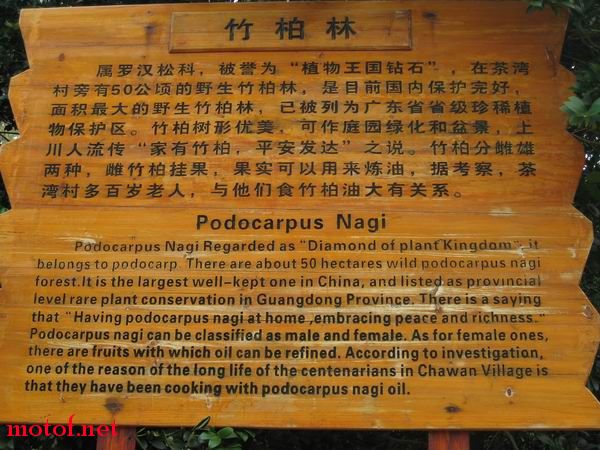 竹柏林
属罗汉松科，被誉为“植物王国钻石”，在茶湾
村旁有50公顷的野生竹柏林，是目前国内保护完好，
面积最大的野生竹柏林，已被列为广东省省级珍稀植
物保护区。竹柏树形优美，可作庭园绿化和盆景，上
川人流传“家有竹柏，平安发达”之说。竹柏分雌雄
两种，雌竹柏挂果，果实可以用来炼油，据考察，茶
湾村多百岁老人，与他们食竹柏油大有关系。
Podocarpus Nagi
Podocarpus Nagi Regarded as "Diamond of plant Kingdom", it
belongs to podocarp. There are about 50 hectares wild podocarpus nagi
forest.It is the largest well-kept one in China, and listed as provincial
level rare plant conservation in Guangdong Province. There is a saying
that "Having podocarpus nagi at home ,embracing peace and richness."
Podocarpus nagi can be classified as male and female. As for female ones,
there are fruits with which oil can be refined. According to investigation,
one of the reason of the long life of the centenarians in Chawan Village is
that they have been cooking with podocarpus nagi oil.
motof.net